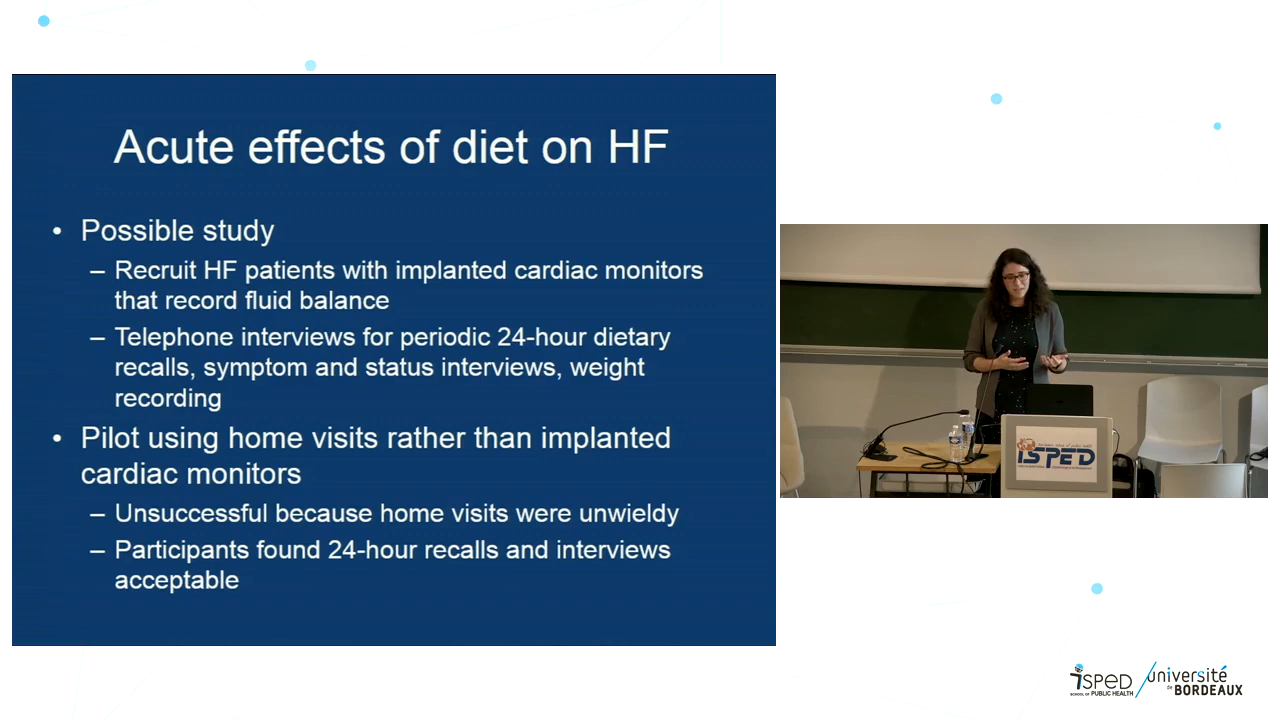 Acute effects of diet on HF
• Possible study
– Recruit HF patients with implanted cardiac monitors
that record fluid balance
– Telephone interviews for periodic 24-hour dietary
recalls, symptom and status interviews, weight
recording
• Pilot using home visits rather than implanted
cardiac monitors
– Unsuccessful because home visits were unwieldy
– Participants found 24-hour recalls and interviews
acceptable
ISPED
isPED
SCHOOL OF PUBLIC HEALTH
université
de BORDEAUX